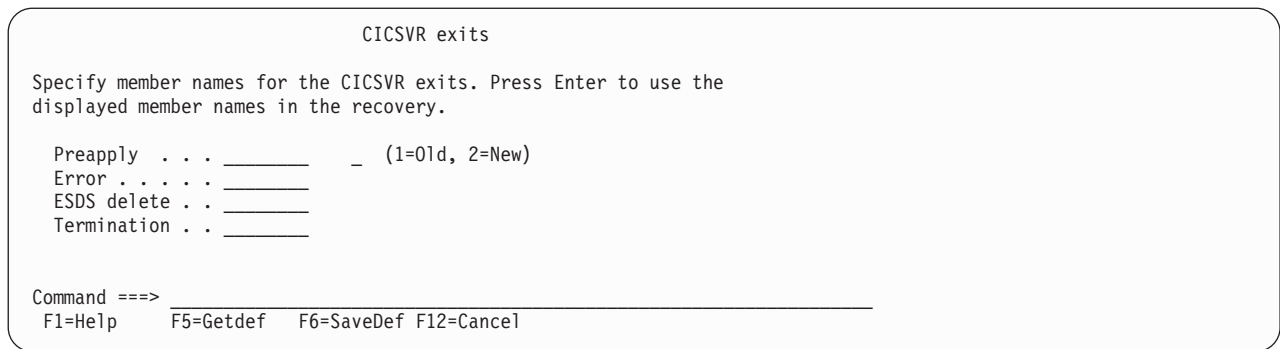 CICSVR exits
Specify member names for the CICSVR exits. Press Enter to use the
displayed member names in the recovery.
Preapply . . . ________ _ (1=Old, 2=New)
Error . . . . . ________
ESDS delete . . ________
Termination . . ________
Command ===> __________________________________________________________________
F1=Help F5=Getdef F6=SaveDef F12=Cancel